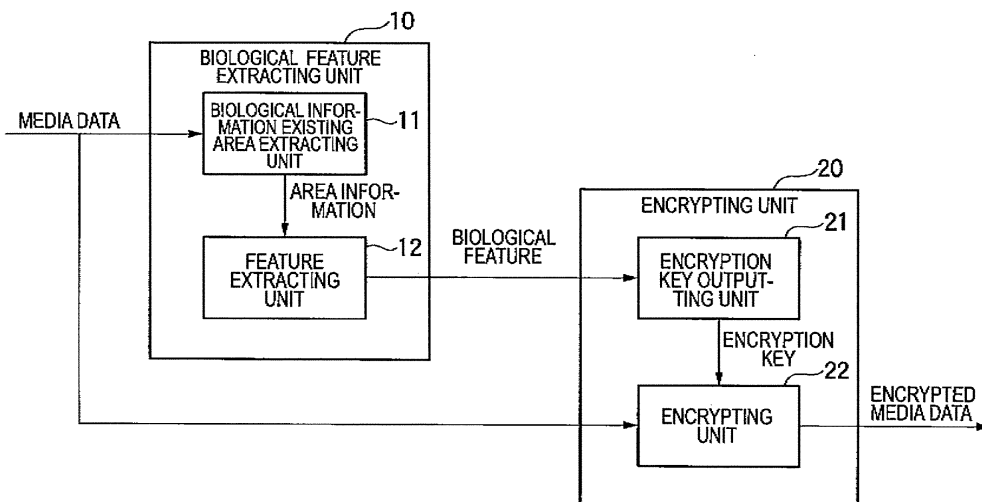 10
BIOLOGICAL FEATURE
EXTRACTING UNIT
MEDIA DATA
BIOLOGICAL INFOR-
MATION EXISTING
AREA EXTRACTING
UNIT
11
AREA INFOR-
MATION
12
FEATURE
EXTRACTING
UNIT
BIOLOGICAL
FEATURE
20
ENCRYPTING UNIT
21
ENCRYPTION
KEY OUTPUT-
TING UNIT
ENCRYPTION
KEY
22
ENCRYPTING
UNIT
ENCRYPTED
MEDIA DATA